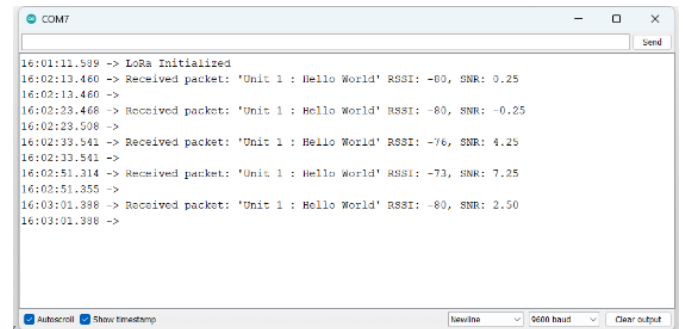 COM7
Send
16:01:11.589 -> LoRa Initialized
16:02:13.460 -> Received packet: 'Unit 1 : Hello World' RSSI: -80, SNR: 0.25
16:02:13.460 ->
16:02:23.468 -> Received packet: 'Unit 1 : Hello World' RSSI: -80, SNR: -0.25
16:02:23.508 ->
16:02:33.541 -> Received packet: 'Unit 1 : Hello World' RSSI: -76, SNR: 4.25
16:02:33.541 ->
16:02:51.314 -> Received packet: 'Unit 1 : Hello World' RSSI: -73, SNR: 7.25
16:02:51.355 ->
16:03:01.388 -> Received packet: 'Unit 1 : Hello World' RSSI: -80, SNR: 2.50
16:03:01.388 ->
Autoscroll Show timestamp Newline 9600 baud Clear output